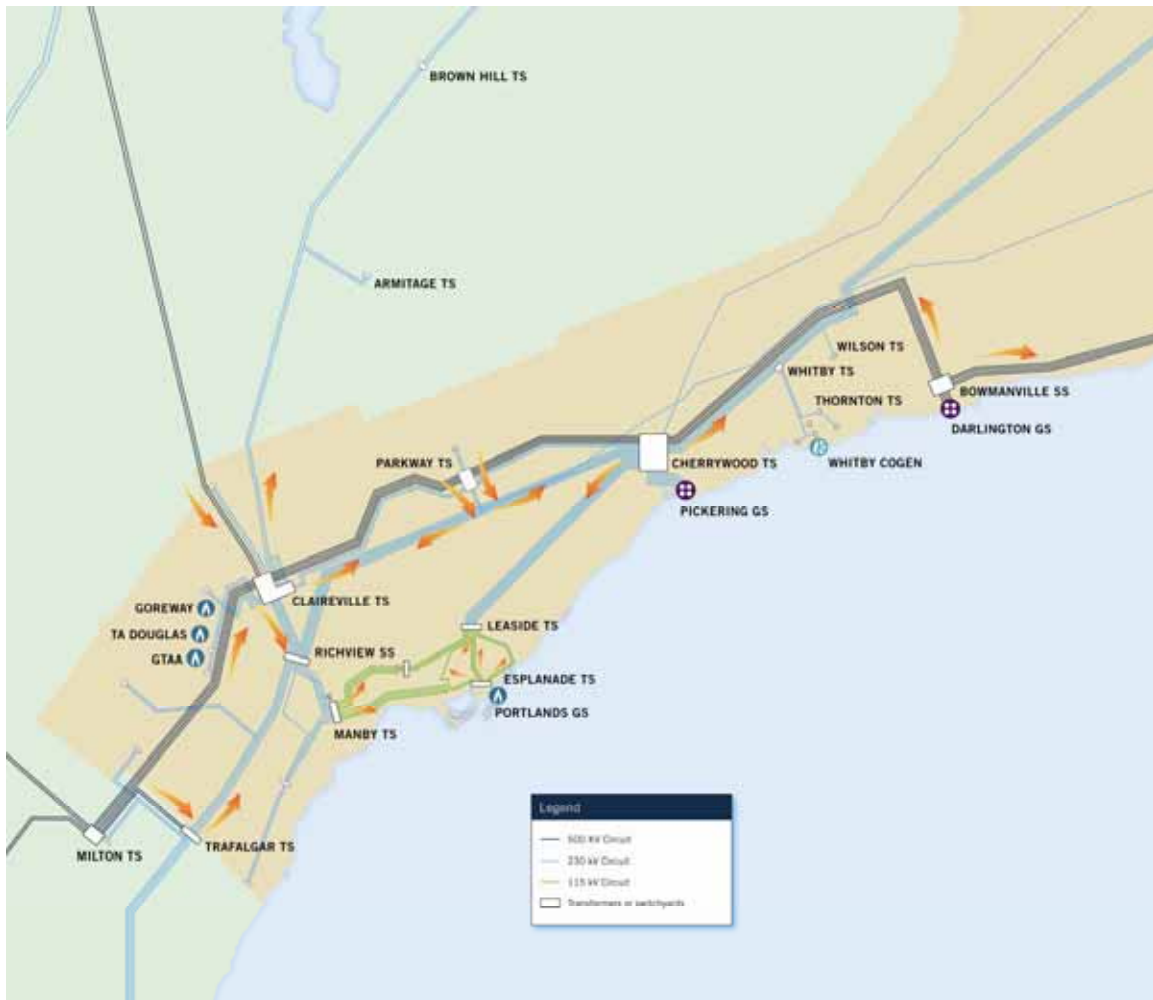 BROWN HILL TS
ARMITAGE TS
WILSON TS
WHITBY TS
BOWMANVILLE SS
THORNTON TS
DARLINGTON GS
PARKWAY TS
CHERRYWOOD TS
WHITBY COGEN
PICKERING GS
CLAIREVILLE TS
GOREWAY
TA DOUGLAS
GTAA
LEASIDE TS
RICHVIEW SS
ESPLANADE TS
PORTLANDS GS
MANBY TS
TRAFALGAR TS
MILTON TS
Legend
500 KV Circuit
230 kV Circuit
115 kV Circuit
Transformers or switchyards